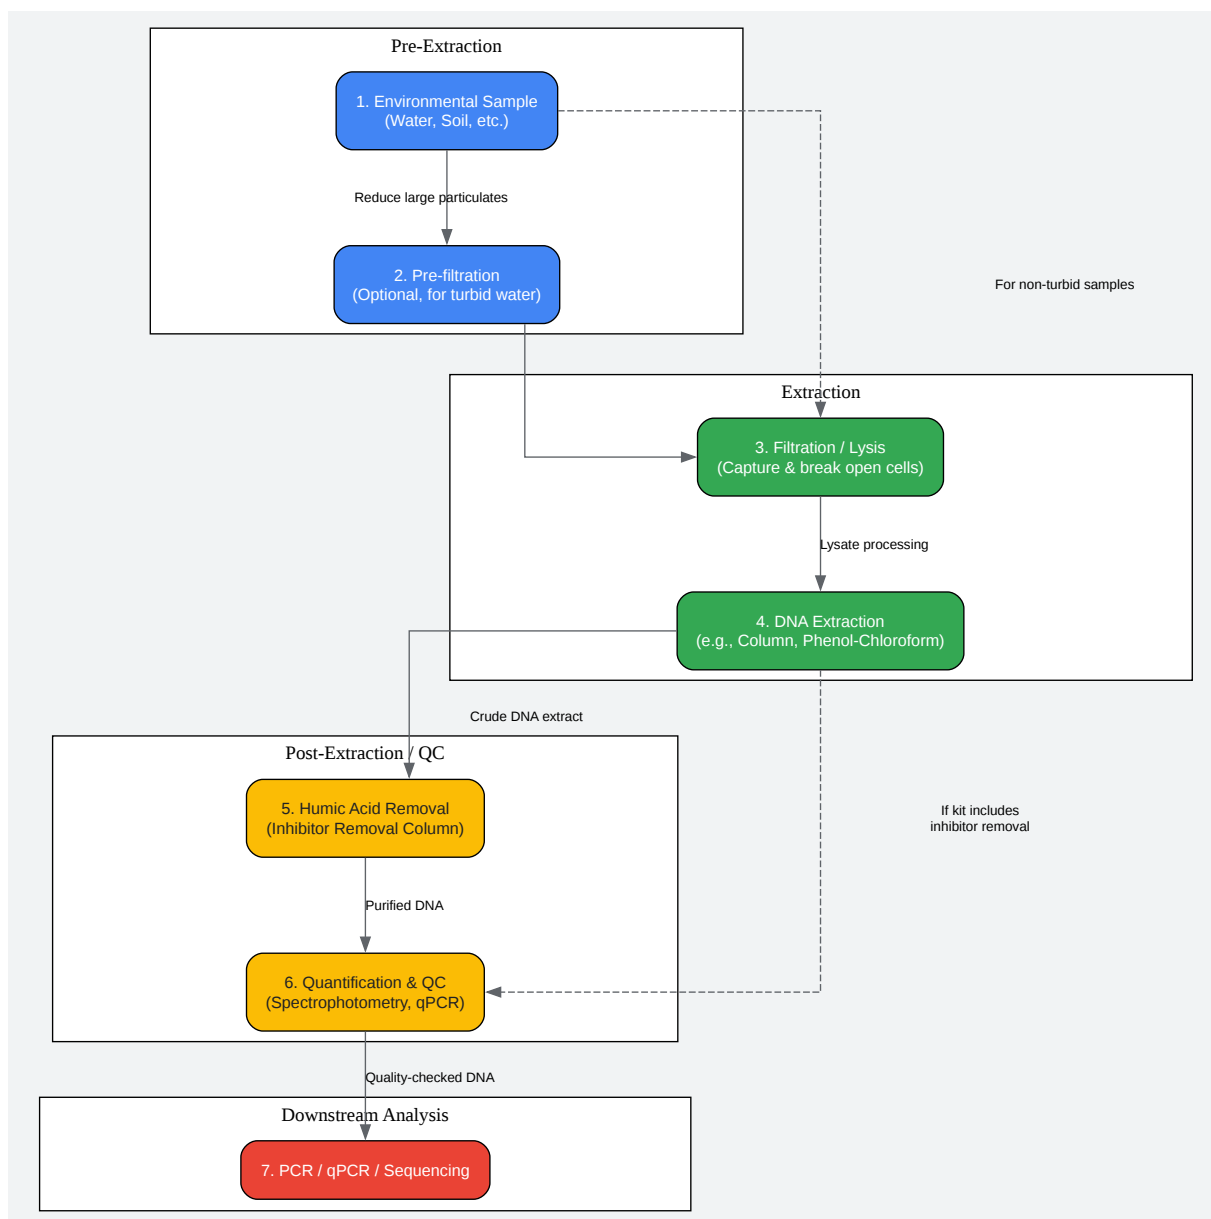 Pre-Extraction
1. Environmental Sample
(Water, Soil, etc.)
Reduce large particulates
2. Pre-filtration
(Optional, for turbid water)
For non-turbid samples
Extraction
3. Filtration / Lysis
(Capture & break open cells)
Lysate processing
4. DNA Extraction
(e.g., Column, Phenol-Chloroform)
Crude DNA extract
Post-Extraction / QC
5. Humic Acid Removal
(Inhibitor Removal Column)
If kit includes
inhibitor removal
Purified DNA
6. Quantification & QC
(Spectrophotometry, qPCR)
Quality-checked DNA
Downstream Analysis
7. PCR / qPCR / Sequencing